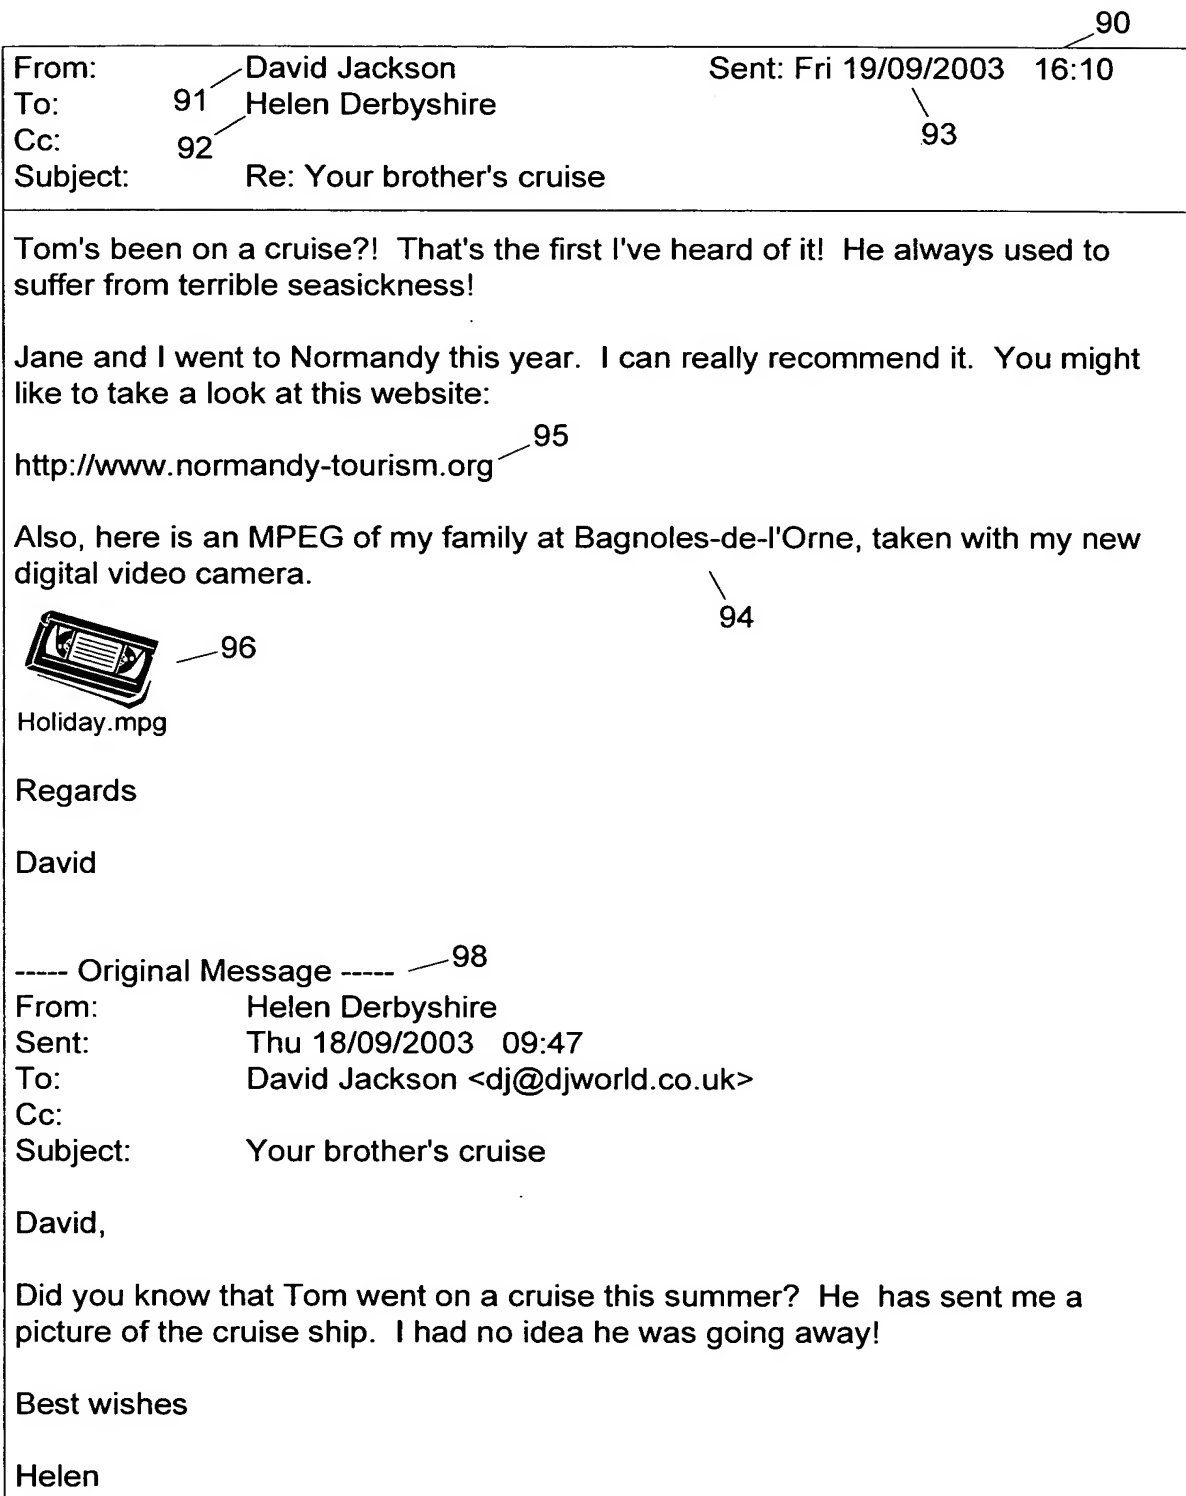 90
From: David Jackson Sent: Fri 19/09/2003 16:10
To: 91 Helen Derbyshire
Cc: 92 93
Subject: Re: Your brother's cruise
Tom's been on a cruise?! That's the first I've heard of it! He always used to
suffer from terrible seasickness!
Jane and I went to Normandy this year. I can really recommend it. You might
like to take a look at this website:
95
http://www.normandy-tourism.org
Also, here is an MPEG of my family at Bagnoles-de-l'Orne, taken with my new
digital video camera.
94
96
Holiday.mpg
Regards
David
----- Original Message ----- 98
From: Helen Derbyshire
Sent: Thu 18/09/2003 09:47
To: David Jackson <dj@djworld.co.uk>
Cc:
Subject: Your brother's cruise
David,
Did you know that Tom went on a cruise this summer? He has sent me a
picture of the cruise ship. I had no idea he was going away!
Best wishes
Helen